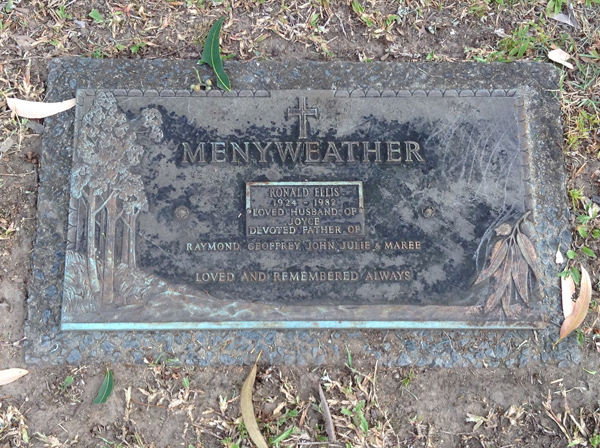 MENYWEATHER
RONALD ELLIS
1924 - 1982
LOVED HUSBAND OF
JOYCE
DEVOTED FATHER OF
RAYMOND, GEOFFREY, JOHN, JULIE & MAREE
LOVED AND REMEMBERED ALWAYS